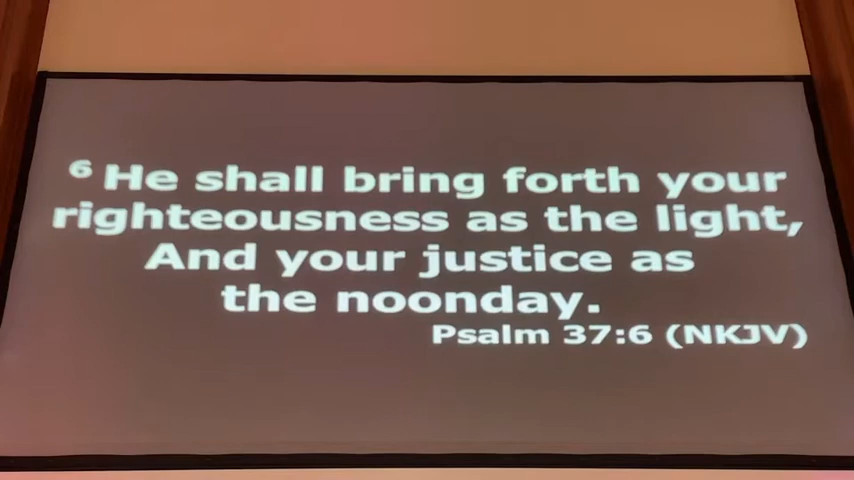 6 He shall bring forth your
righteousness as the light,
And your justice as
the noonday.
Psalm 37:6 (NKJV)